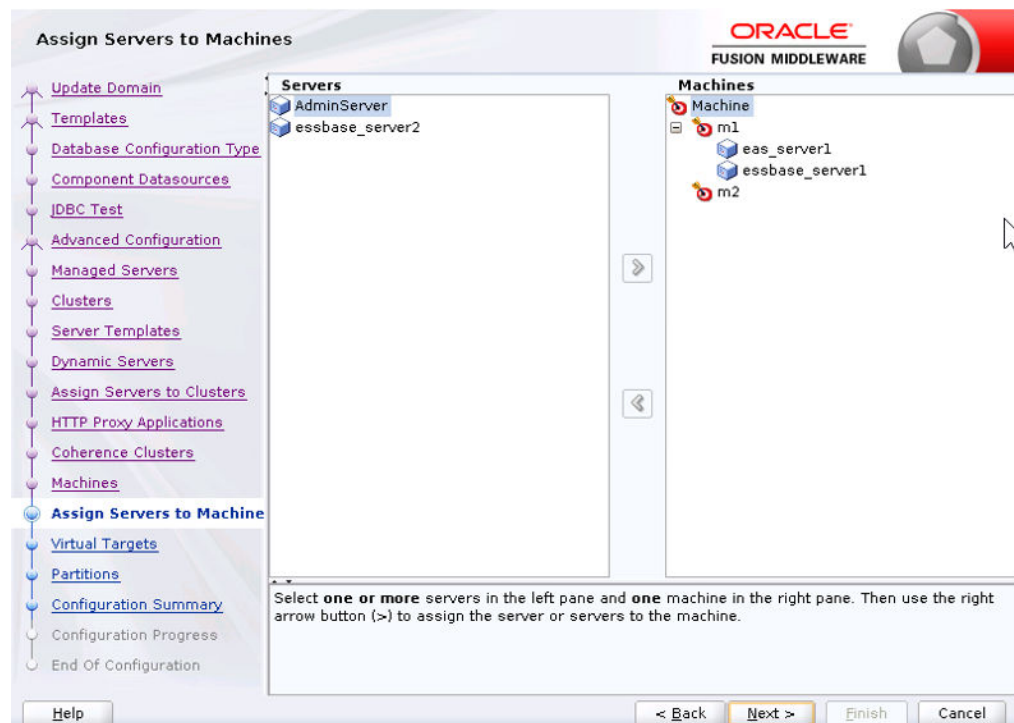 Assign Servers to Machines
ORACLE
FUSION MIDDLEWARE
Update Domain
Templates
Database Configuration Type
Component Datasources
JDBC Test
Advanced Configuration
Managed Servers
Clusters
Server Templates
Dynamic Servers
Assign Servers to Clusters
HTTP Proxy Applications
Coherence Clusters
Machines
Assign Servers to Machine
Virtual Targets
Partitions
Configuration Summary
Configuration Progress
End Of Configuration
Servers
AdminServer
essbase_server2
Machines
Machine
m1
eas_server1
essbase_server1
m2
Select one or more servers in the left pane and one machine in the right pane. Then use the right
arrow button (>) to assign the server or servers to the machine.
Help
< Back
Next >
Finish
Cancel